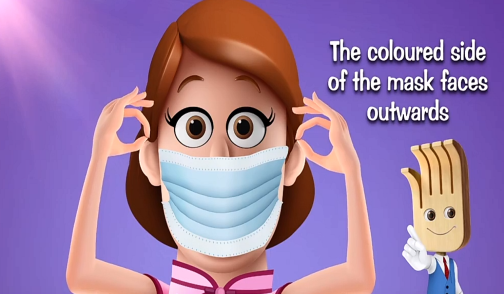 The coloured side
of the mask faces
outwards